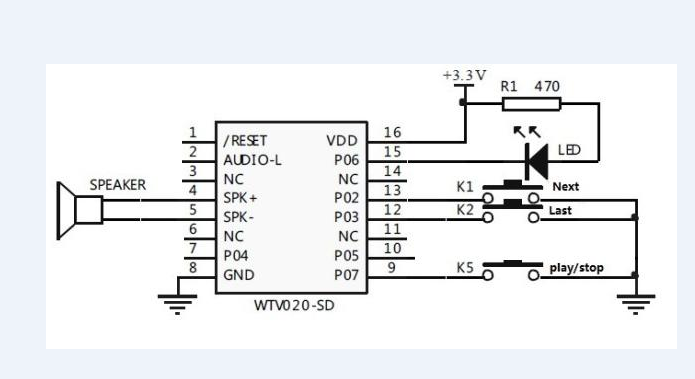 +3.3V
R1 470
LED
SPEAKER
1 /RESET VDD 16
2 AUDIO-L P06 15
3 NC NC 14
4 SPK+ P02 13 K1 Next
5 SPK- P03 12 K2 Last
6 NC NC 11
7 P04 P05 10
8 GND P07 9 K5 play/stop
WTV020-SD